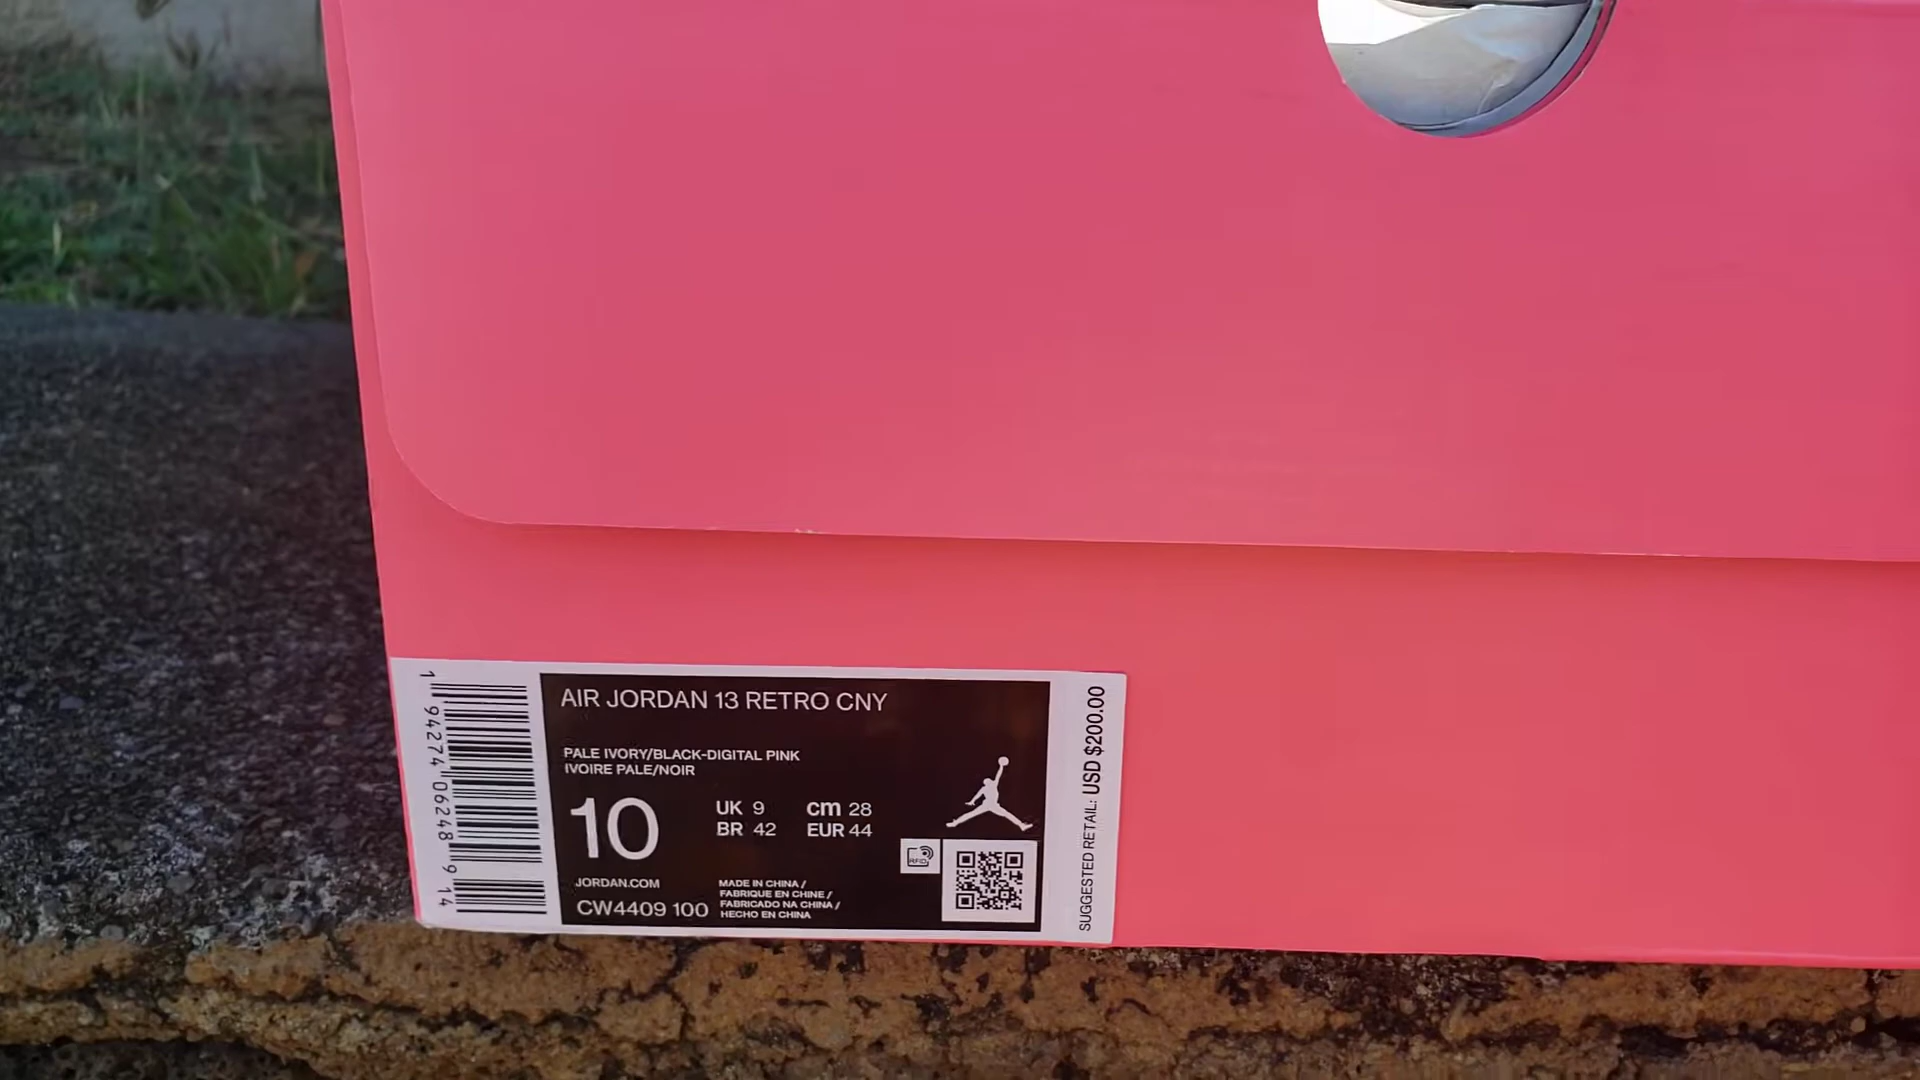 AIR JORDAN 13 RETRO CNY
PALE IVORY/BLACK-DIGITAL PINK
IVOIRE PALE/NOIR
10
UK 9 cm 28
BR 42 EUR 44
JORDAN.COM
CW4409 100
MADE IN CHINA /
FABRIQUE EN CHINE /
FABRICADO NA CHINA /
HECHO EN CHINA
RFID
1 94274 06248 9 14
SUGGESTED RETAIL: USD $200.00